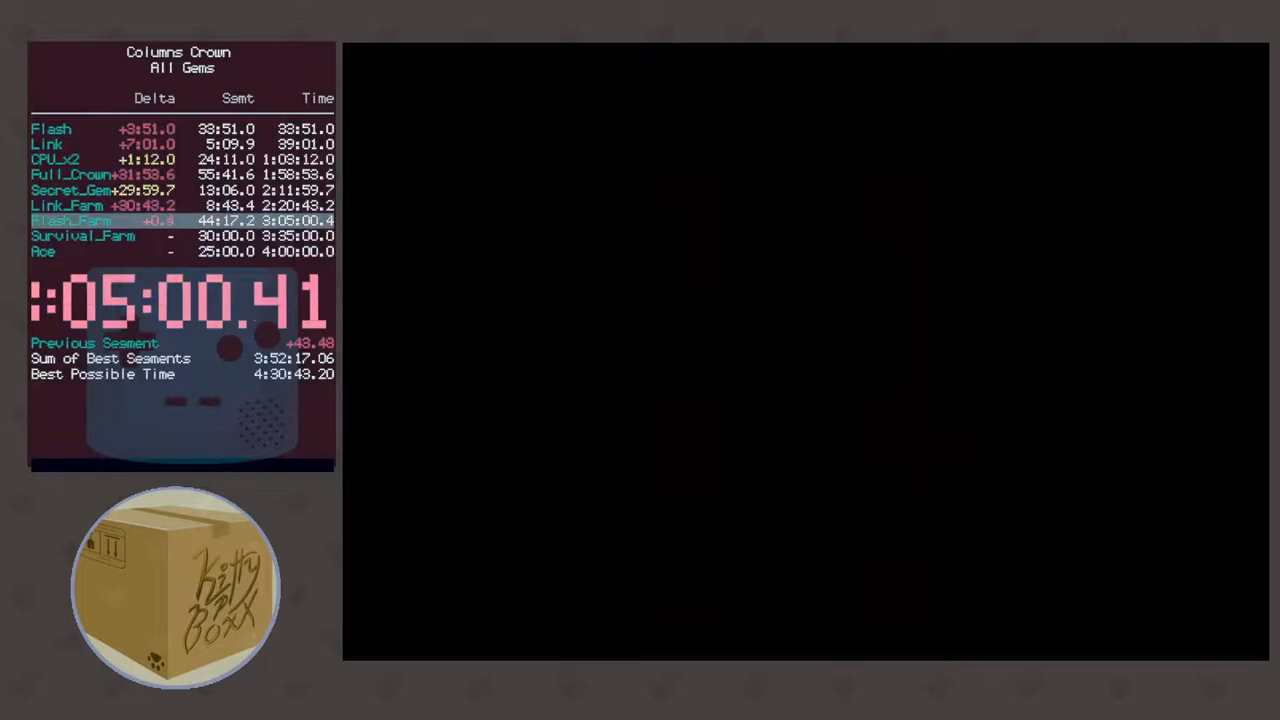 Columns Crown
All Gems
Delta Sgmt Time
Flash +3:51.0 33:51.0 33:51.0
Link +7:01.0 5:09.9 39:01.0
CPU_x2 +1:12.0 24:11.0 1:03:12.0
Full_Crown +31:53.6 55:41.6 1:58:53.6
Secret_Gem +29:59.7 13:06.0 2:11:59.7
Link_Farm +30:43.2 8:43.4 2:20:43.2
Flash_Farm +0.4 44:17.2 3:05:00.4
Survival_Farm - 30:00.0 3:35:00.0
Ace - 25:00.0 4:00:00.0
:05:00.41
Previous Segment +43.48
Sum of Best Segments 3:52:17.06
Best Possible Time 4:30:43.20
Kitty
BoxX